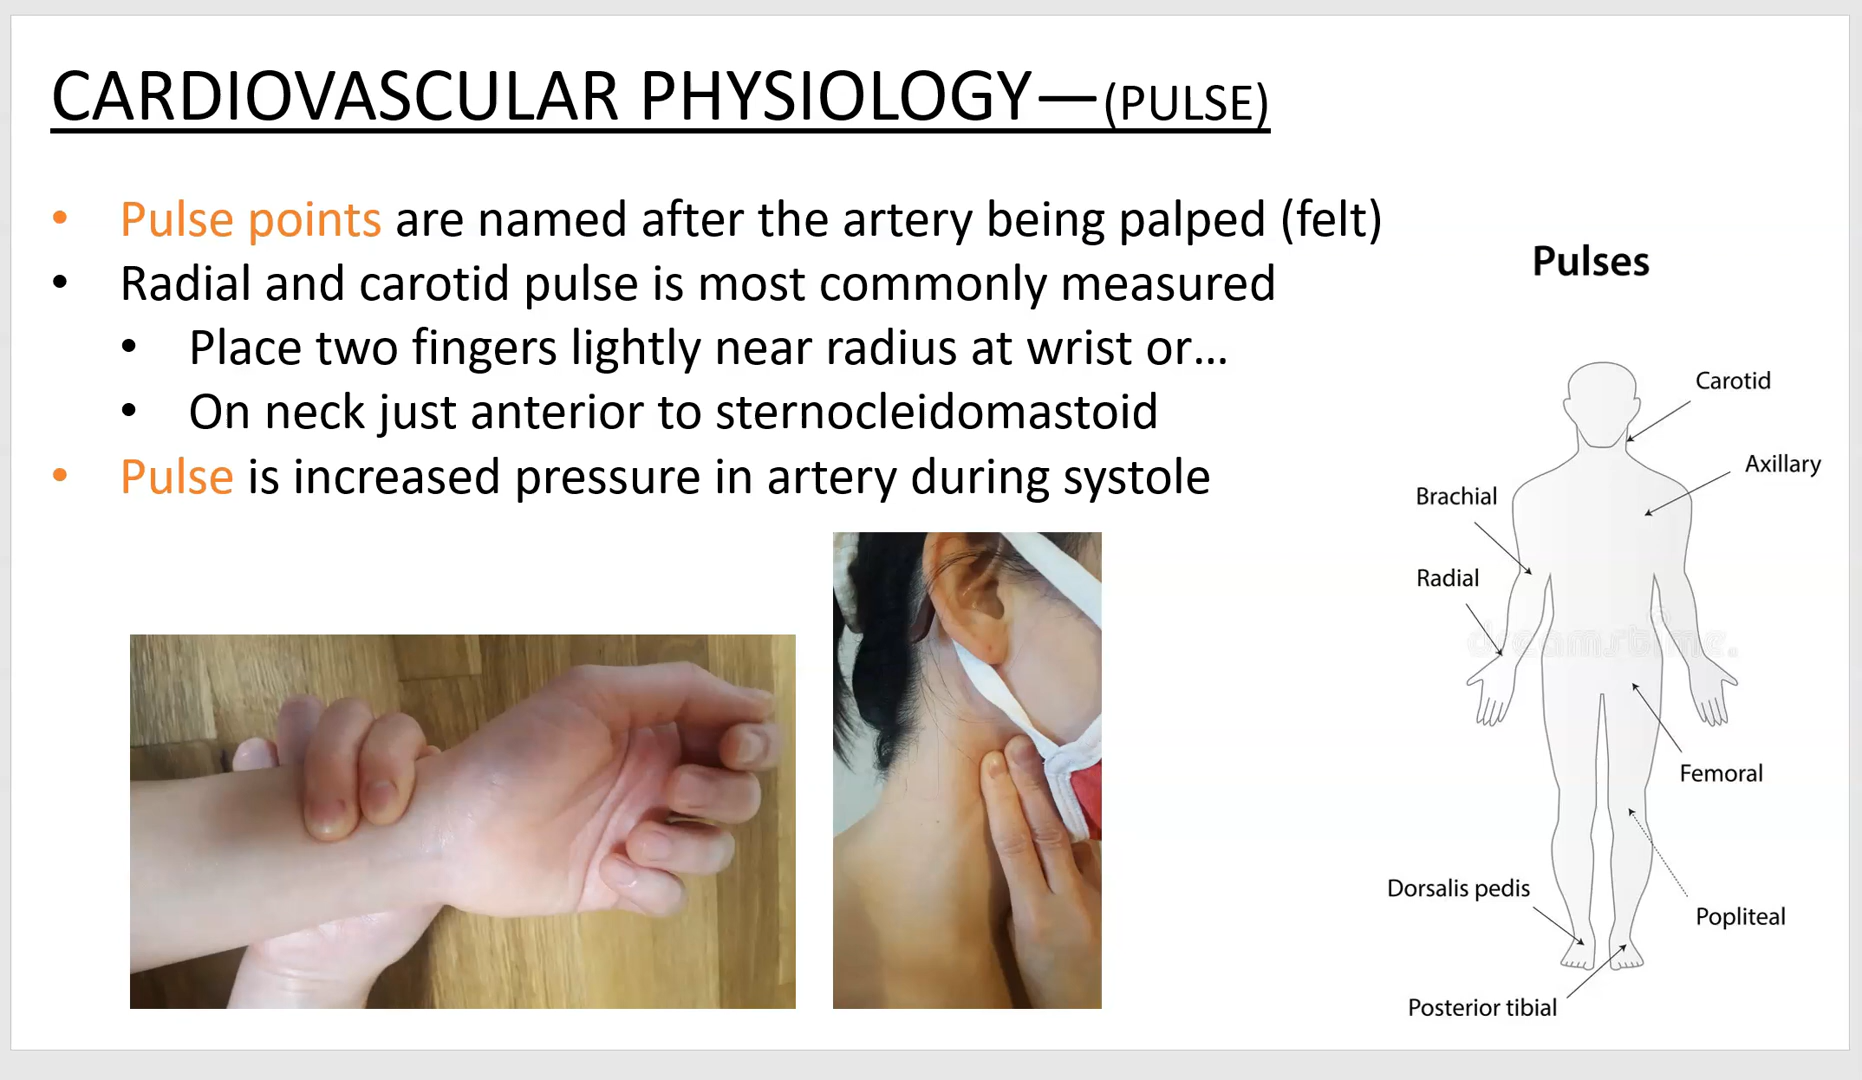 CARDIOVASCULAR PHYSIOLOGY—(PULSE)
• Pulse points are named after the artery being palped (felt)
• Radial and carotid pulse is most commonly measured
• Place two fingers lightly near radius at wrist or...
• On neck just anterior to sternocleidomastoid
• Pulse is increased pressure in artery during systole
Pulses
Carotid
Axillary
Brachial
Radial
dreamstime.
Femoral
Dorsalis pedis
Popliteal
Posterior tibial